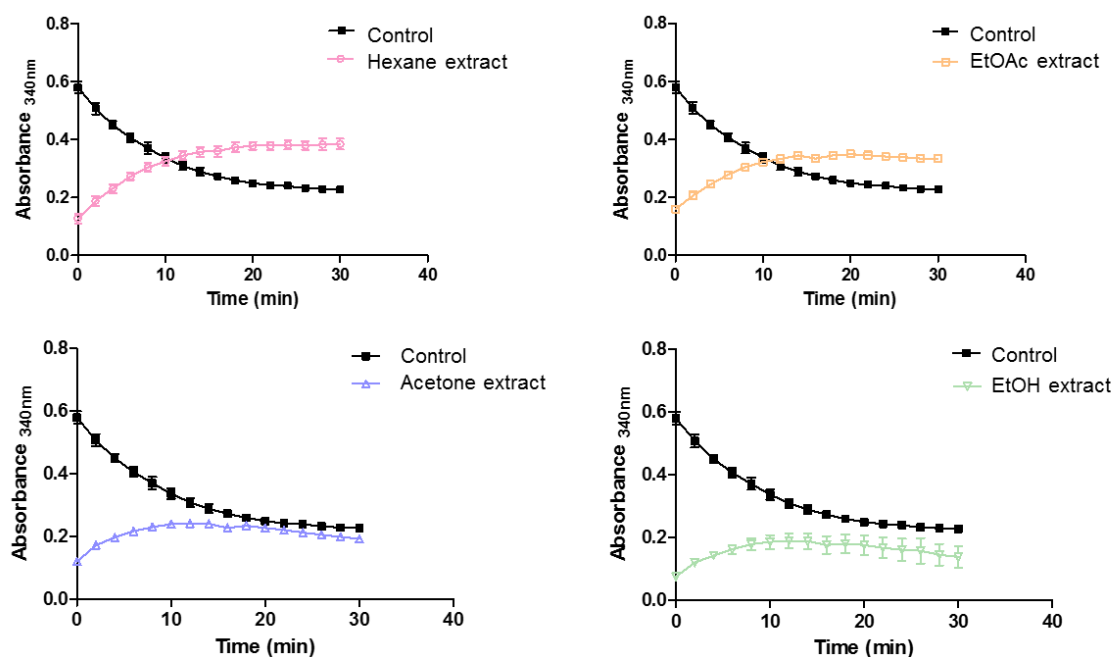 0.8
0.6
0.4
0.2
0.0
0 10 20 30 40
Absorbance 340nm
Time (min)
Control
Hexane extract
0.8
0.6
0.4
0.2
0.0
0 10 20 30 40
Absorbance 340nm
Time (min)
Control
EtOAc extract
0.8
0.6
0.4
0.2
0.0
0 10 20 30 40
Absorbance 340nm
Time (min)
Control
Acetone extract
0.8
0.6
0.4
0.2
0.0
0 10 20 30 40
Absorbance 340nm
Time (min)
Control
EtOH extract